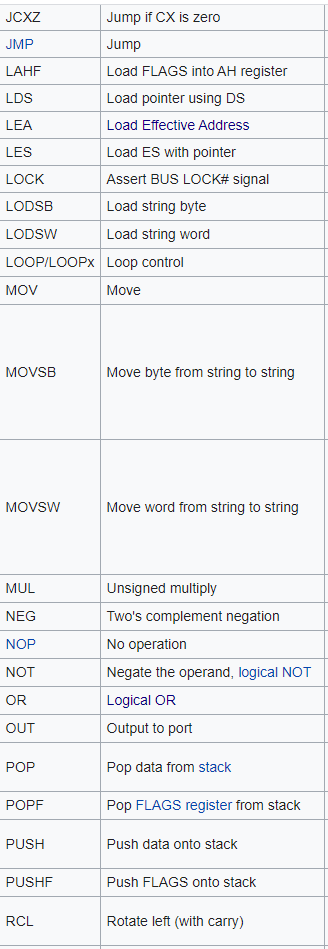 JCXZ Jump if CX is zero
JMP Jump
LAHF Load FLAGS into AH register
LDS Load pointer using DS
LEA Load Effective Address
LES Load ES with pointer
LOCK Assert BUS LOCK# signal
LODSB Load string byte
LODSW Load string word
LOOP/LOOPx Loop control
MOV Move
MOVSB Move byte from string to string
MOVSW Move word from string to string
MUL Unsigned multiply
NEG Two's complement negation
NOP No operation
NOT Negate the operand, logical NOT
OR Logical OR
OUT Output to port
POP Pop data from stack
POPF Pop FLAGS register from stack
PUSH Push data onto stack
PUSHF Push FLAGS onto stack
RCL Rotate left (with carry)